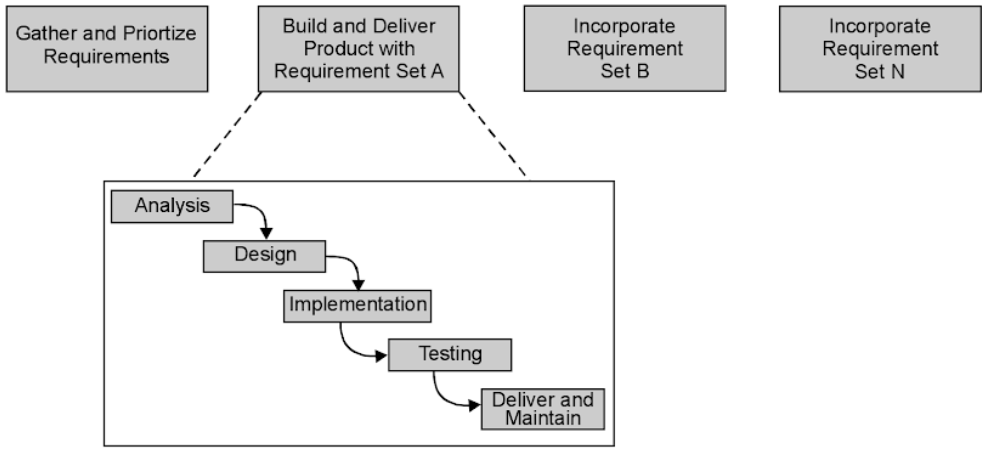 Gather and Priortize
Requirements
Build and Deliver
Product with
Requirement Set A
Incorporate
Requirement
Set B
Incorporate
Requirement
Set N
Analysis
Design
Implementation
Testing
Deliver and
Maintain